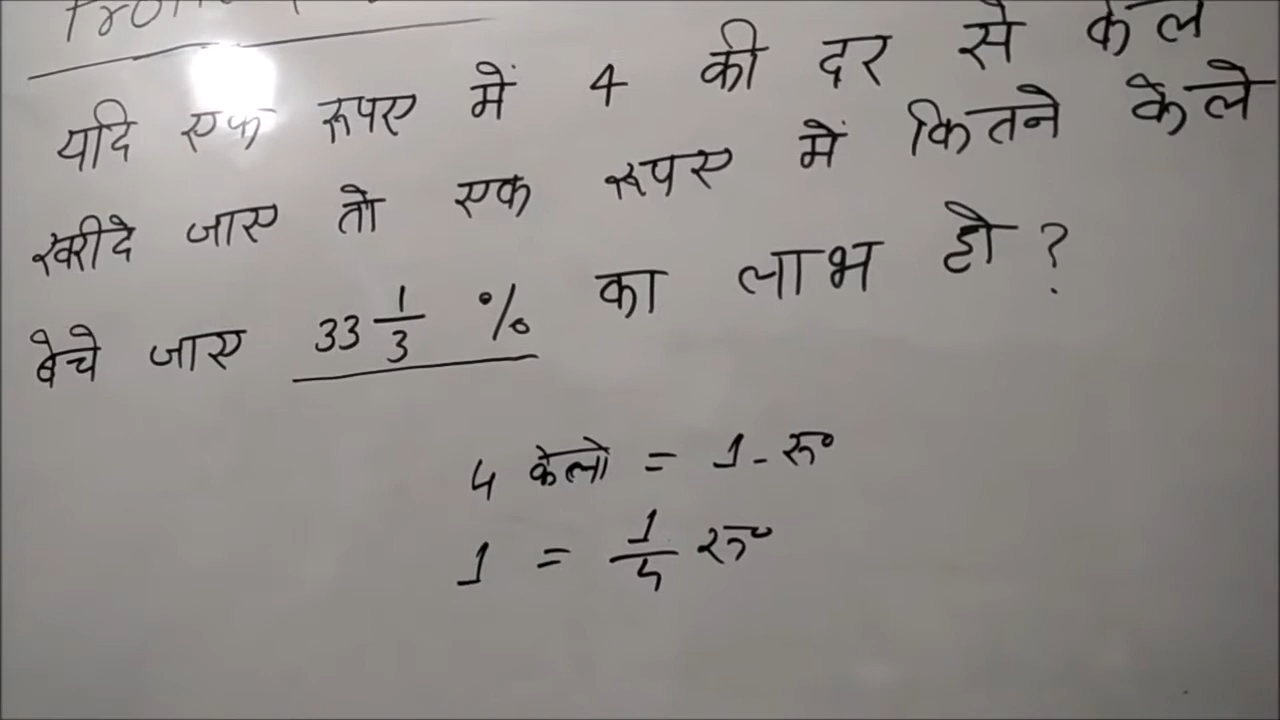 यदि एक रूपए में 4 की दर से केले
खरीदे जाए तो एक रूपए में कितने केले
बेचे जाए 33 1/3 % का लाभ हो ?
4 केलो = 1 - रु०
1 = 1/4 रु०